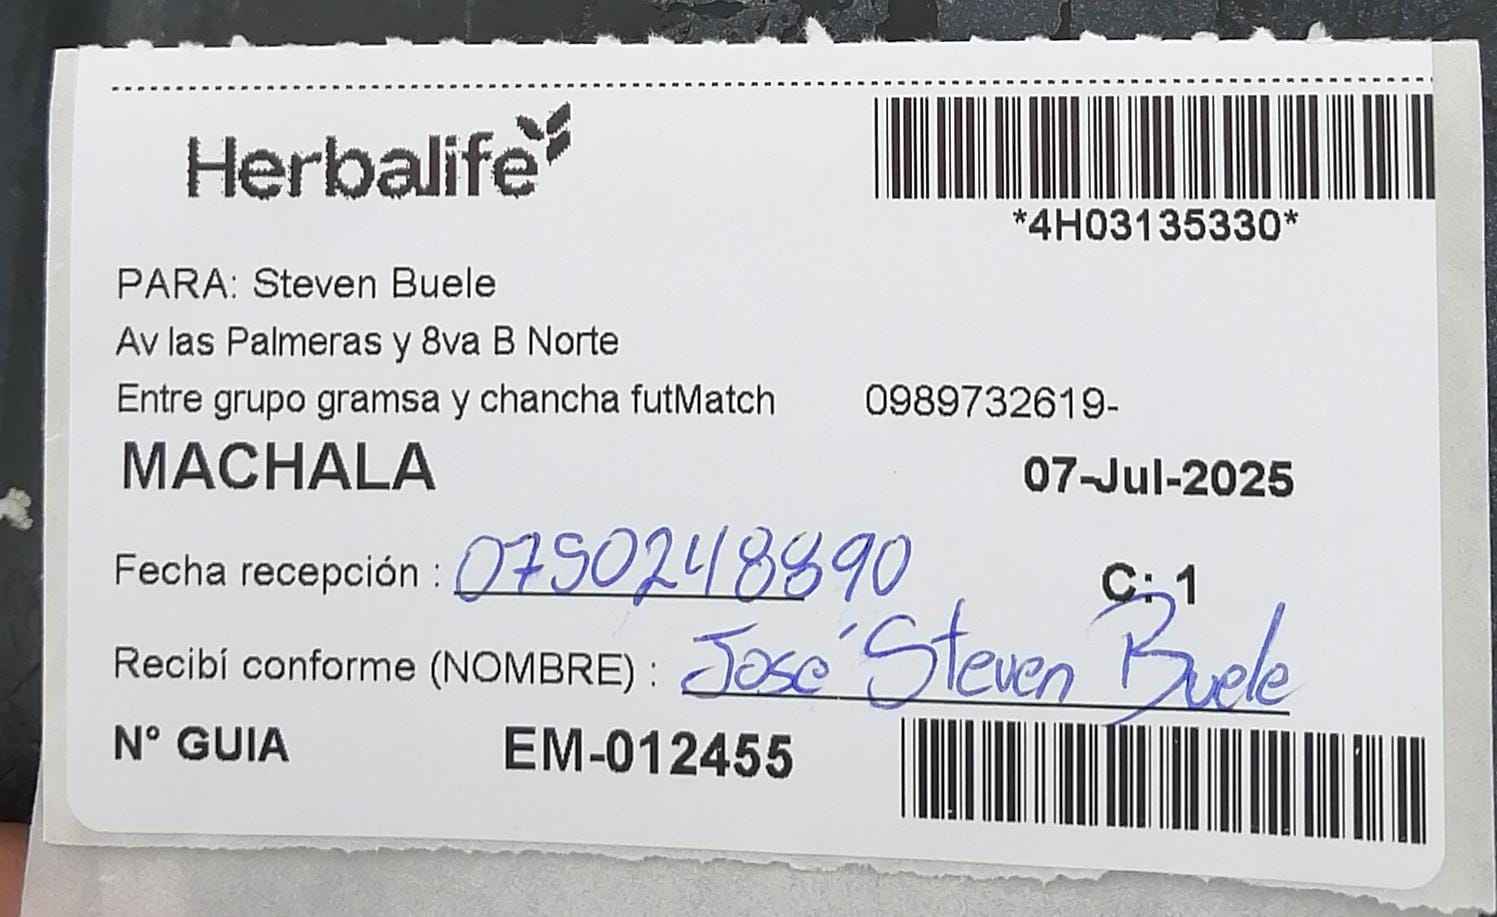 Herbalife
*4H03135330*
PARA: Steven Buele
Av las Palmeras y 8va B Norte
Entre grupo gramsa y chancha futMatch 0989732619-
MACHALA 07-Jul-2025
Fecha recepción : 0750248890 C: 1
Recibí conforme (NOMBRE) : José Steven Buele
N° GUIA EM-012455